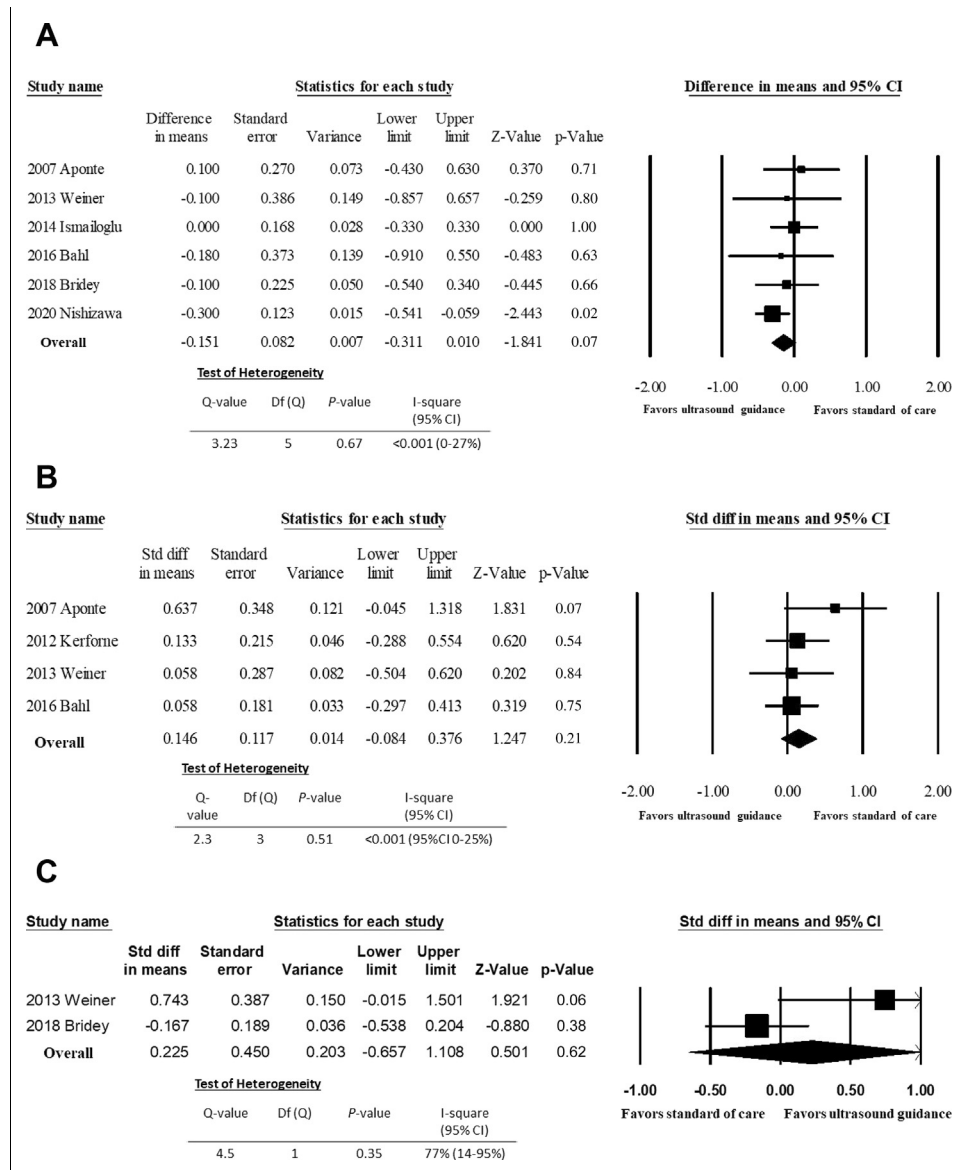 A
Study name Statistics for each study Difference in means and 95% CI
Difference in means Standard error Variance Lower limit Upper limit Z-Value p-Value
2007 Aponte 0.100 0.270 0.073 -0.430 0.630 0.370 0.71
2013 Weiner -0.100 0.386 0.149 -0.857 0.657 -0.259 0.80
2014 Ismailoglu 0.000 0.168 0.028 -0.330 0.330 0.000 1.00
2016 Bahl -0.180 0.373 0.139 -0.910 0.550 -0.483 0.63
2018 Bridey -0.100 0.225 0.050 -0.540 0.340 -0.445 0.66
2020 Nishizawa -0.300 0.123 0.015 -0.541 -0.059 -2.443 0.02
Overall -0.151 0.082 0.007 -0.311 0.010 -1.841 0.07
-2.00 -1.00 0.00 1.00 2.00
Favors ultrasound guidance Favors standard of care
Test of Heterogeneity
Q-value Df (Q) P-value I-square (95% CI)
3.23 5 0.67 <0.001 (0-27%)
B
Study name Statistics for each study Std diff in means and 95% CI
Std diff in means Standard error Variance Lower limit Upper limit Z-Value p-Value
2007 Aponte 0.637 0.348 0.121 -0.045 1.318 1.831 0.07
2012 Kerforne 0.133 0.215 0.046 -0.288 0.554 0.620 0.54
2013 Weiner 0.058 0.287 0.082 -0.504 0.620 0.202 0.84
2016 Bahl 0.058 0.181 0.033 -0.297 0.413 0.319 0.75
Overall 0.146 0.117 0.014 -0.084 0.376 1.247 0.21
-2.00 -1.00 0.00 1.00 2.00
Favors ultrasound guidance Favors standard of care
Test of Heterogeneity
Q-value Df (Q) P-value I-square (95% CI)
2.3 3 0.51 <0.001 (95%CI 0-25%)
C
Study name Statistics for each study Std diff in means and 95% CI
Std diff in means Standard error Variance Lower limit Upper limit Z-Value p-Value
2013 Weiner 0.743 0.387 0.150 -0.015 1.501 1.921 0.06
2018 Bridey -0.167 0.189 0.036 -0.538 0.204 -0.880 0.38
Overall 0.225 0.450 0.203 -0.657 1.108 0.501 0.62
-1.00 -0.50 0.00 0.50 1.00
Favors standard of care Favors ultrasound guidance
Test of Heterogeneity
Q-value Df (Q) P-value I-square (95% CI)
4.5 1 0.35 77% (14-95%)